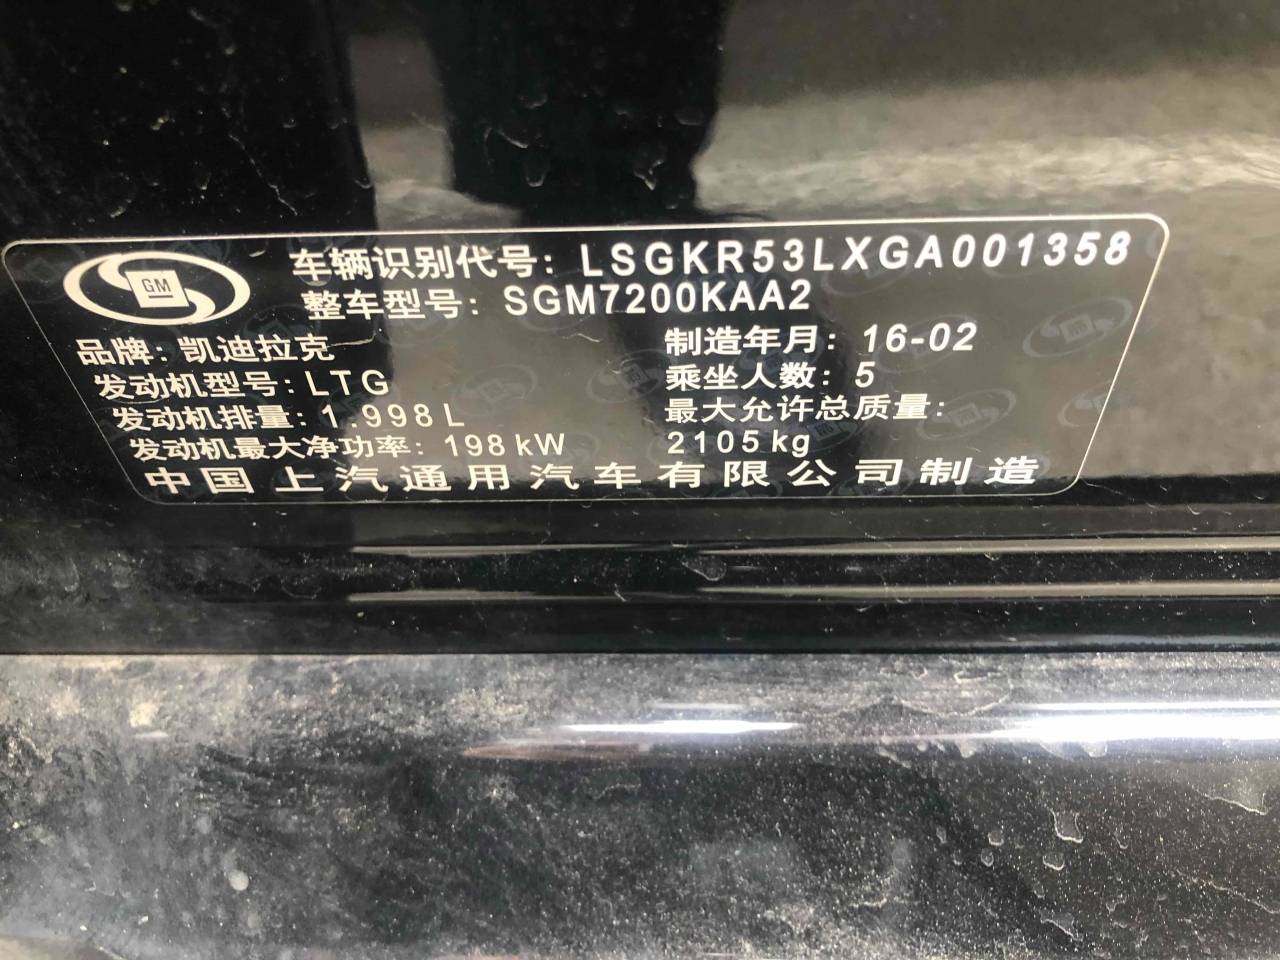 GM
车辆识别代号: LSGKR53LXGA001358
整车型号: SGM7200KAA2
品牌: 凯迪拉克
制造年月: 16-02
发动机型号: LTG
乘坐人数: 5
发动机排量: 1.998L
最大允许总质量:
发动机最大净功率: 198kW
2105kg
中国上汽通用汽车有限公司制造